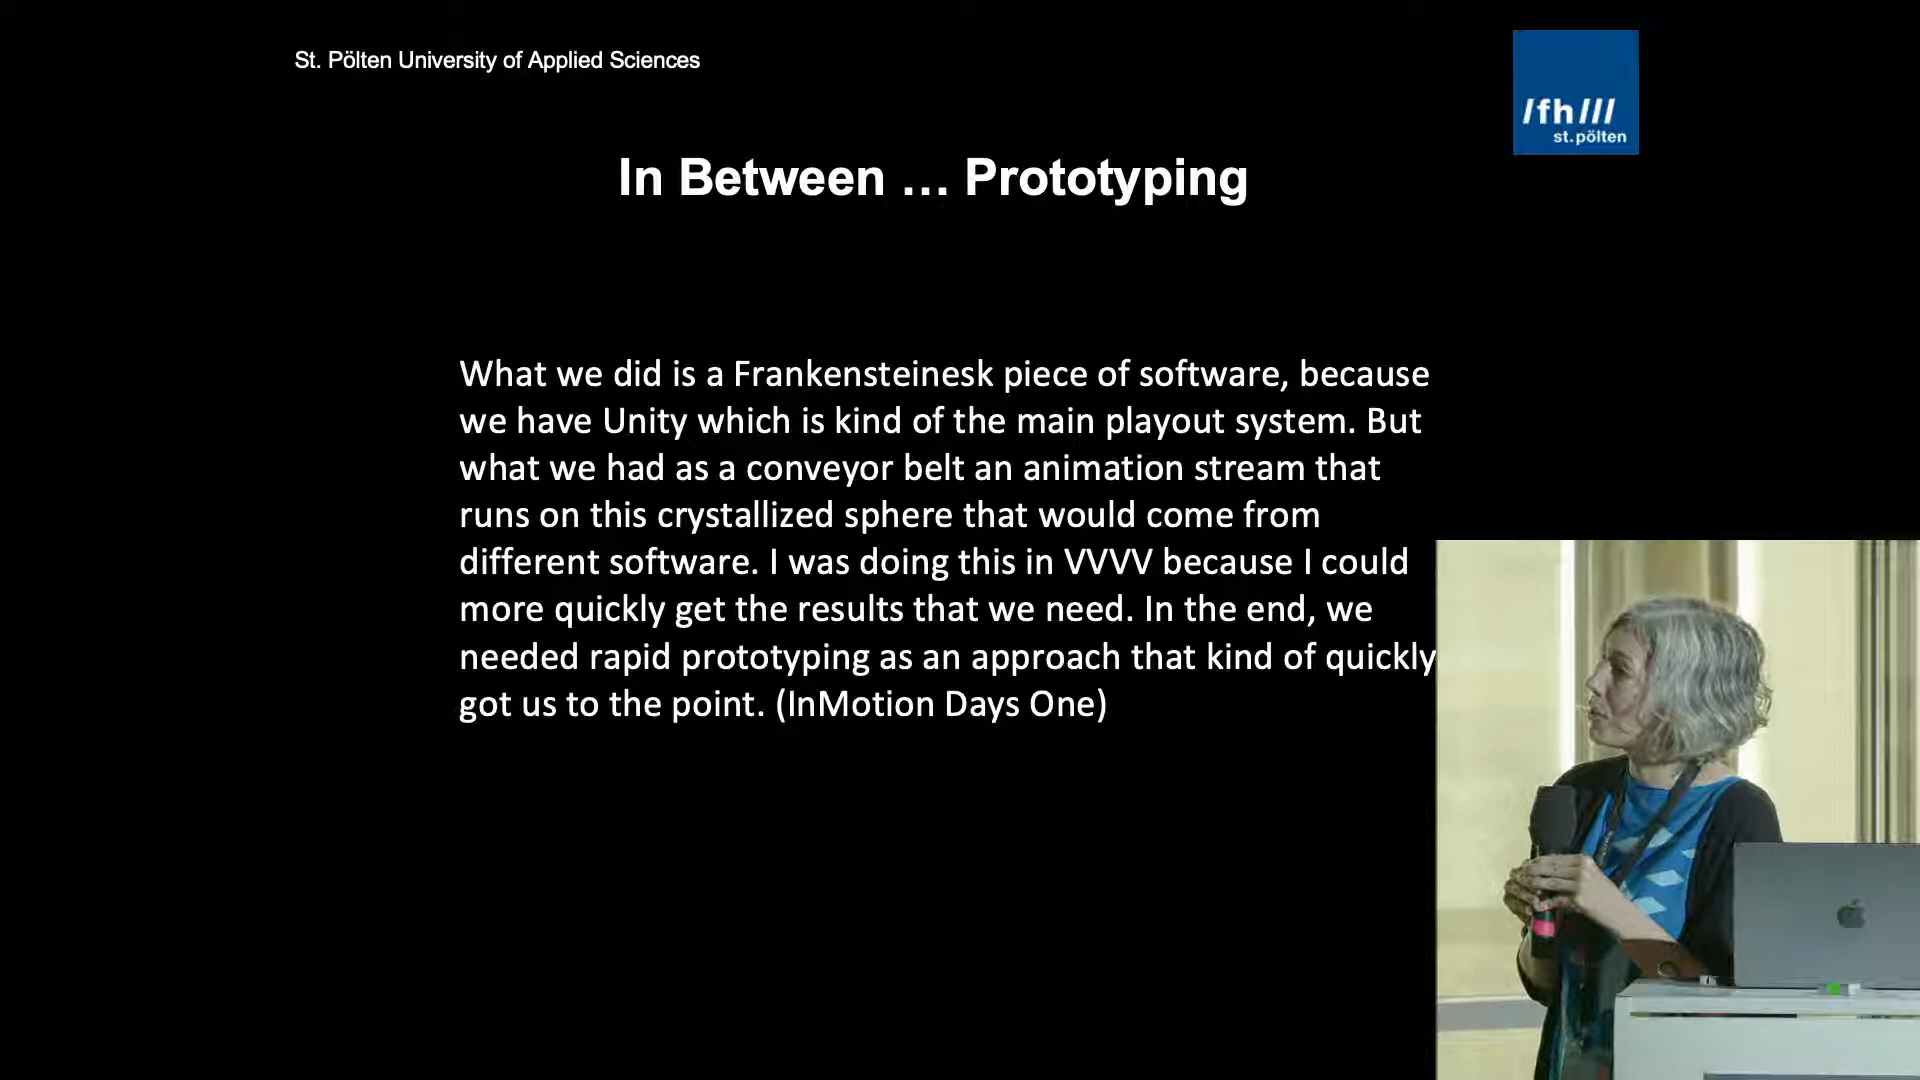 St. Pölten University of Applied Sciences
/fh///
st.pölten
In Between … Prototyping
What we did is a Frankensteinesk piece of software, because
we have Unity which is kind of the main playout system. But
what we had as a conveyor belt an animation stream that
runs on this crystallized sphere that would come from
different software. I was doing this in VVVV because I could
more quickly get the results that we need. In the end, we
needed rapid prototyping as an approach that kind of quickly
got us to the point. (InMotion Days One)